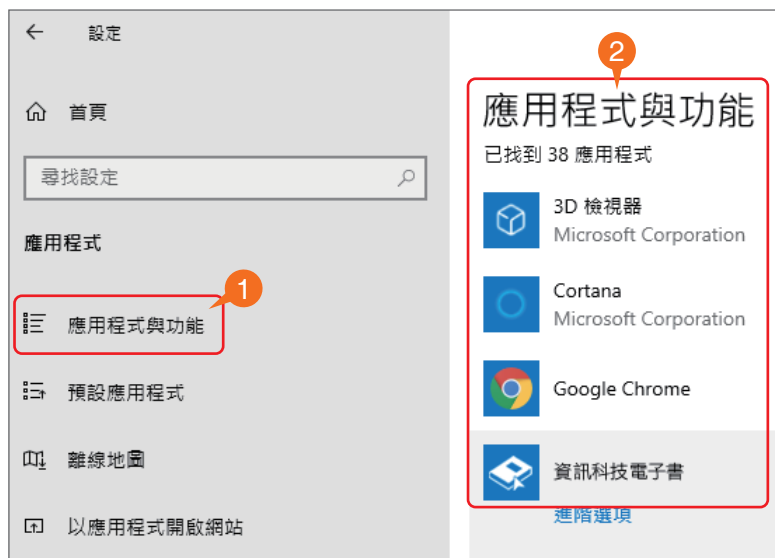 設定
首頁
尋找設定
應用程式
1
應用程式與功能
預設應用程式
離線地圖
以應用程式開啟網站
2
應用程式與功能
已找到 38 應用程式
3D 檢視器
Microsoft Corporation
Cortana
Microsoft Corporation
Google Chrome
資訊科技電子書
進階選項